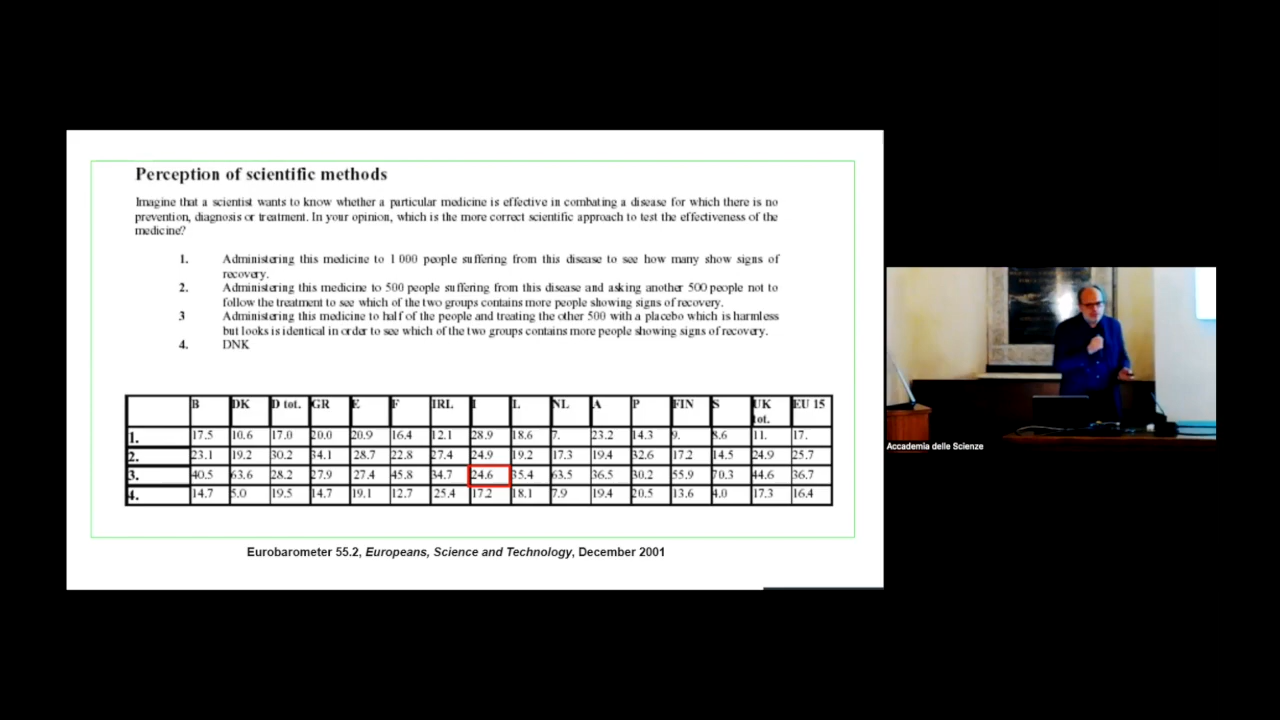 Perception of scientific methods
Imagine that a scientist wants to know whether a particular medicine is effective in combating a disease for which there is no
prevention, diagnosis or treatment. In your opinion, which is the more correct scientific approach to test the effectiveness of the
medicine?
1. Administering this medicine to 1 000 people suffering from this disease to see how many show signs of
recovery.
2. Administering this medicine to 500 people suffering from this disease and asking another 500 people not to
follow the treatment to see which of the two groups contains more people showing signs of recovery.
3 Administering this medicine to half of the people and treating the other 500 with a placebo which is harmless
but looks is identical in order to see which of the two groups contains more people showing signs of recovery.
4. DNK
B DK D tot. GR E F IRL I L NL A P FIN S UK tot. EU 15
1. 17.5 10.6 17.0 20.0 20.9 16.4 12.1 28.9 18.6 7. 23.2 14.3 9. 8.6 11. 17.
2. 23.1 19.2 30.2 34.1 28.7 22.8 27.4 24.9 19.2 17.3 19.4 32.6 17.2 14.5 24.9 25.7
3. 40.5 63.6 28.2 27.9 27.4 45.8 34.7 24.6 35.4 63.5 36.5 30.2 55.9 70.3 44.6 36.7
4. 14.7 5.0 19.5 14.7 19.1 12.7 25.4 17.2 18.1 7.9 19.4 20.5 13.6 4.0 17.3 16.4
Eurobarometer 55.2, Europeans, Science and Technology, December 2001
Accademia delle Scienze